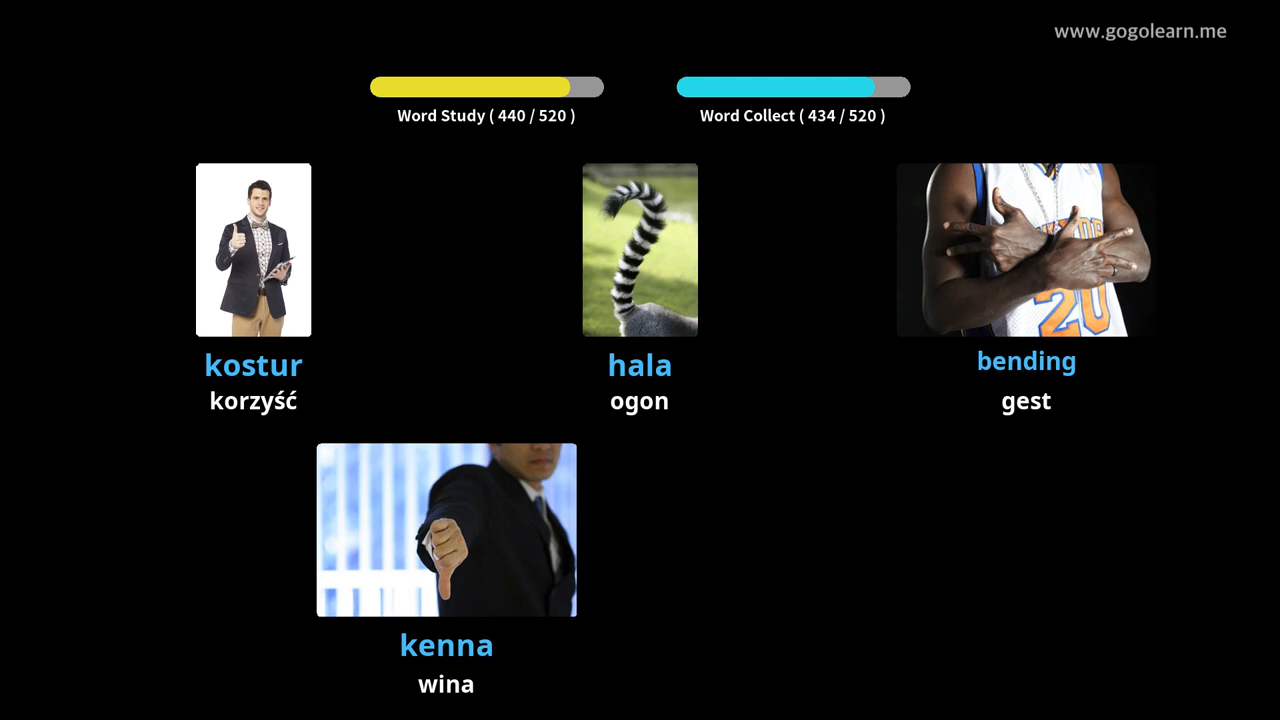 www.gogolearn.me
Word Study ( 440 / 520 )
Word Collect ( 434 / 520 )
kostur
korzyść
hala
ogon
bending
gest
20
kenna
wina